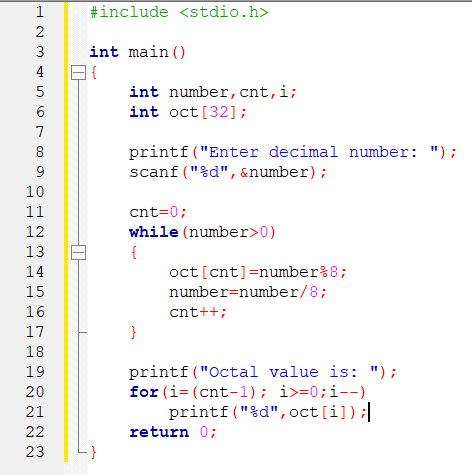 1 #include <stdio.h>
2
3 int main()
4 {
5 int number,cnt,i;
6 int oct[32];
7
8 printf("Enter decimal number: ");
9 scanf("%d",&number);
10
11 cnt=0;
12 while(number>0)
13 {
14 oct[cnt]=number%8;
15 number=number/8;
16 cnt++;
17 }
18
19 printf("Octal value is: ");
20 for(i=(cnt-1); i>=0;i--)
21 printf("%d",oct[i]);
22 return 0;
23 }